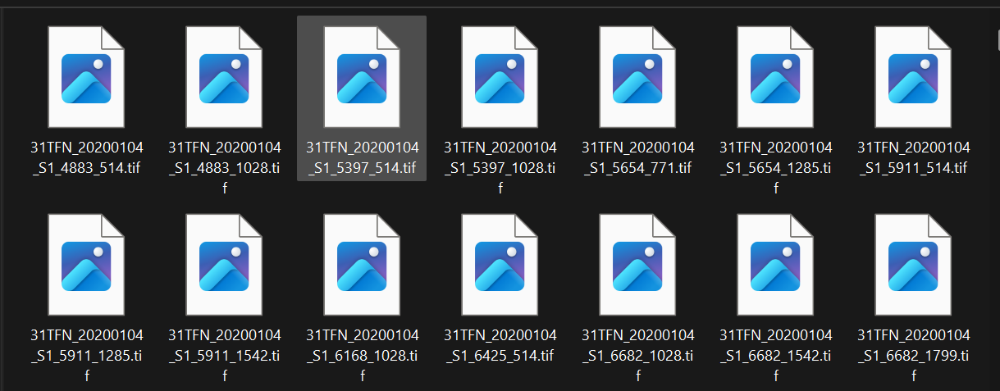 31TFN_20200104
_S1_4883_514.tif
31TFN_20200104
_S1_4883_1028.ti
f
31TFN_20200104
_S1_5397_514.tif
31TFN_20200104
_S1_5397_1028.ti
f
31TFN_20200104
_S1_5654_771.tif
31TFN_20200104
_S1_5654_1285.ti
f
31TFN_20200104
_S1_5911_514.tif
31TFN_20200104
_S1_5911_1285.ti
f
31TFN_20200104
_S1_5911_1542.ti
f
31TFN_20200104
_S1_6168_1028.ti
f
31TFN_20200104
_S1_6425_514.tif
31TFN_20200104
_S1_6682_1028.ti
f
31TFN_20200104
_S1_6682_1542.ti
f
31TFN_20200104
_S1_6682_1799.ti
f